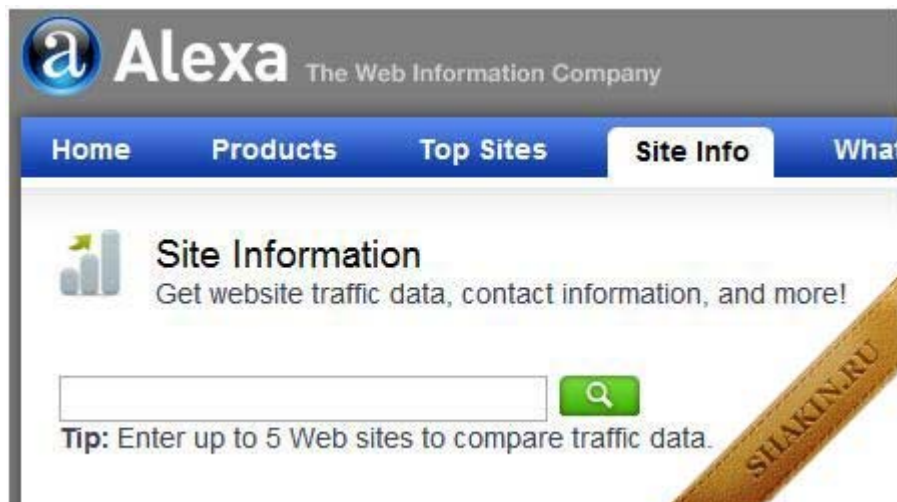 a Alexa The Web Information Company
Home Products Top Sites Site Info What
Site Information
Get website traffic data, contact information, and more!
Tip: Enter up to 5 Web sites to compare traffic data.
SHAKIN.RU